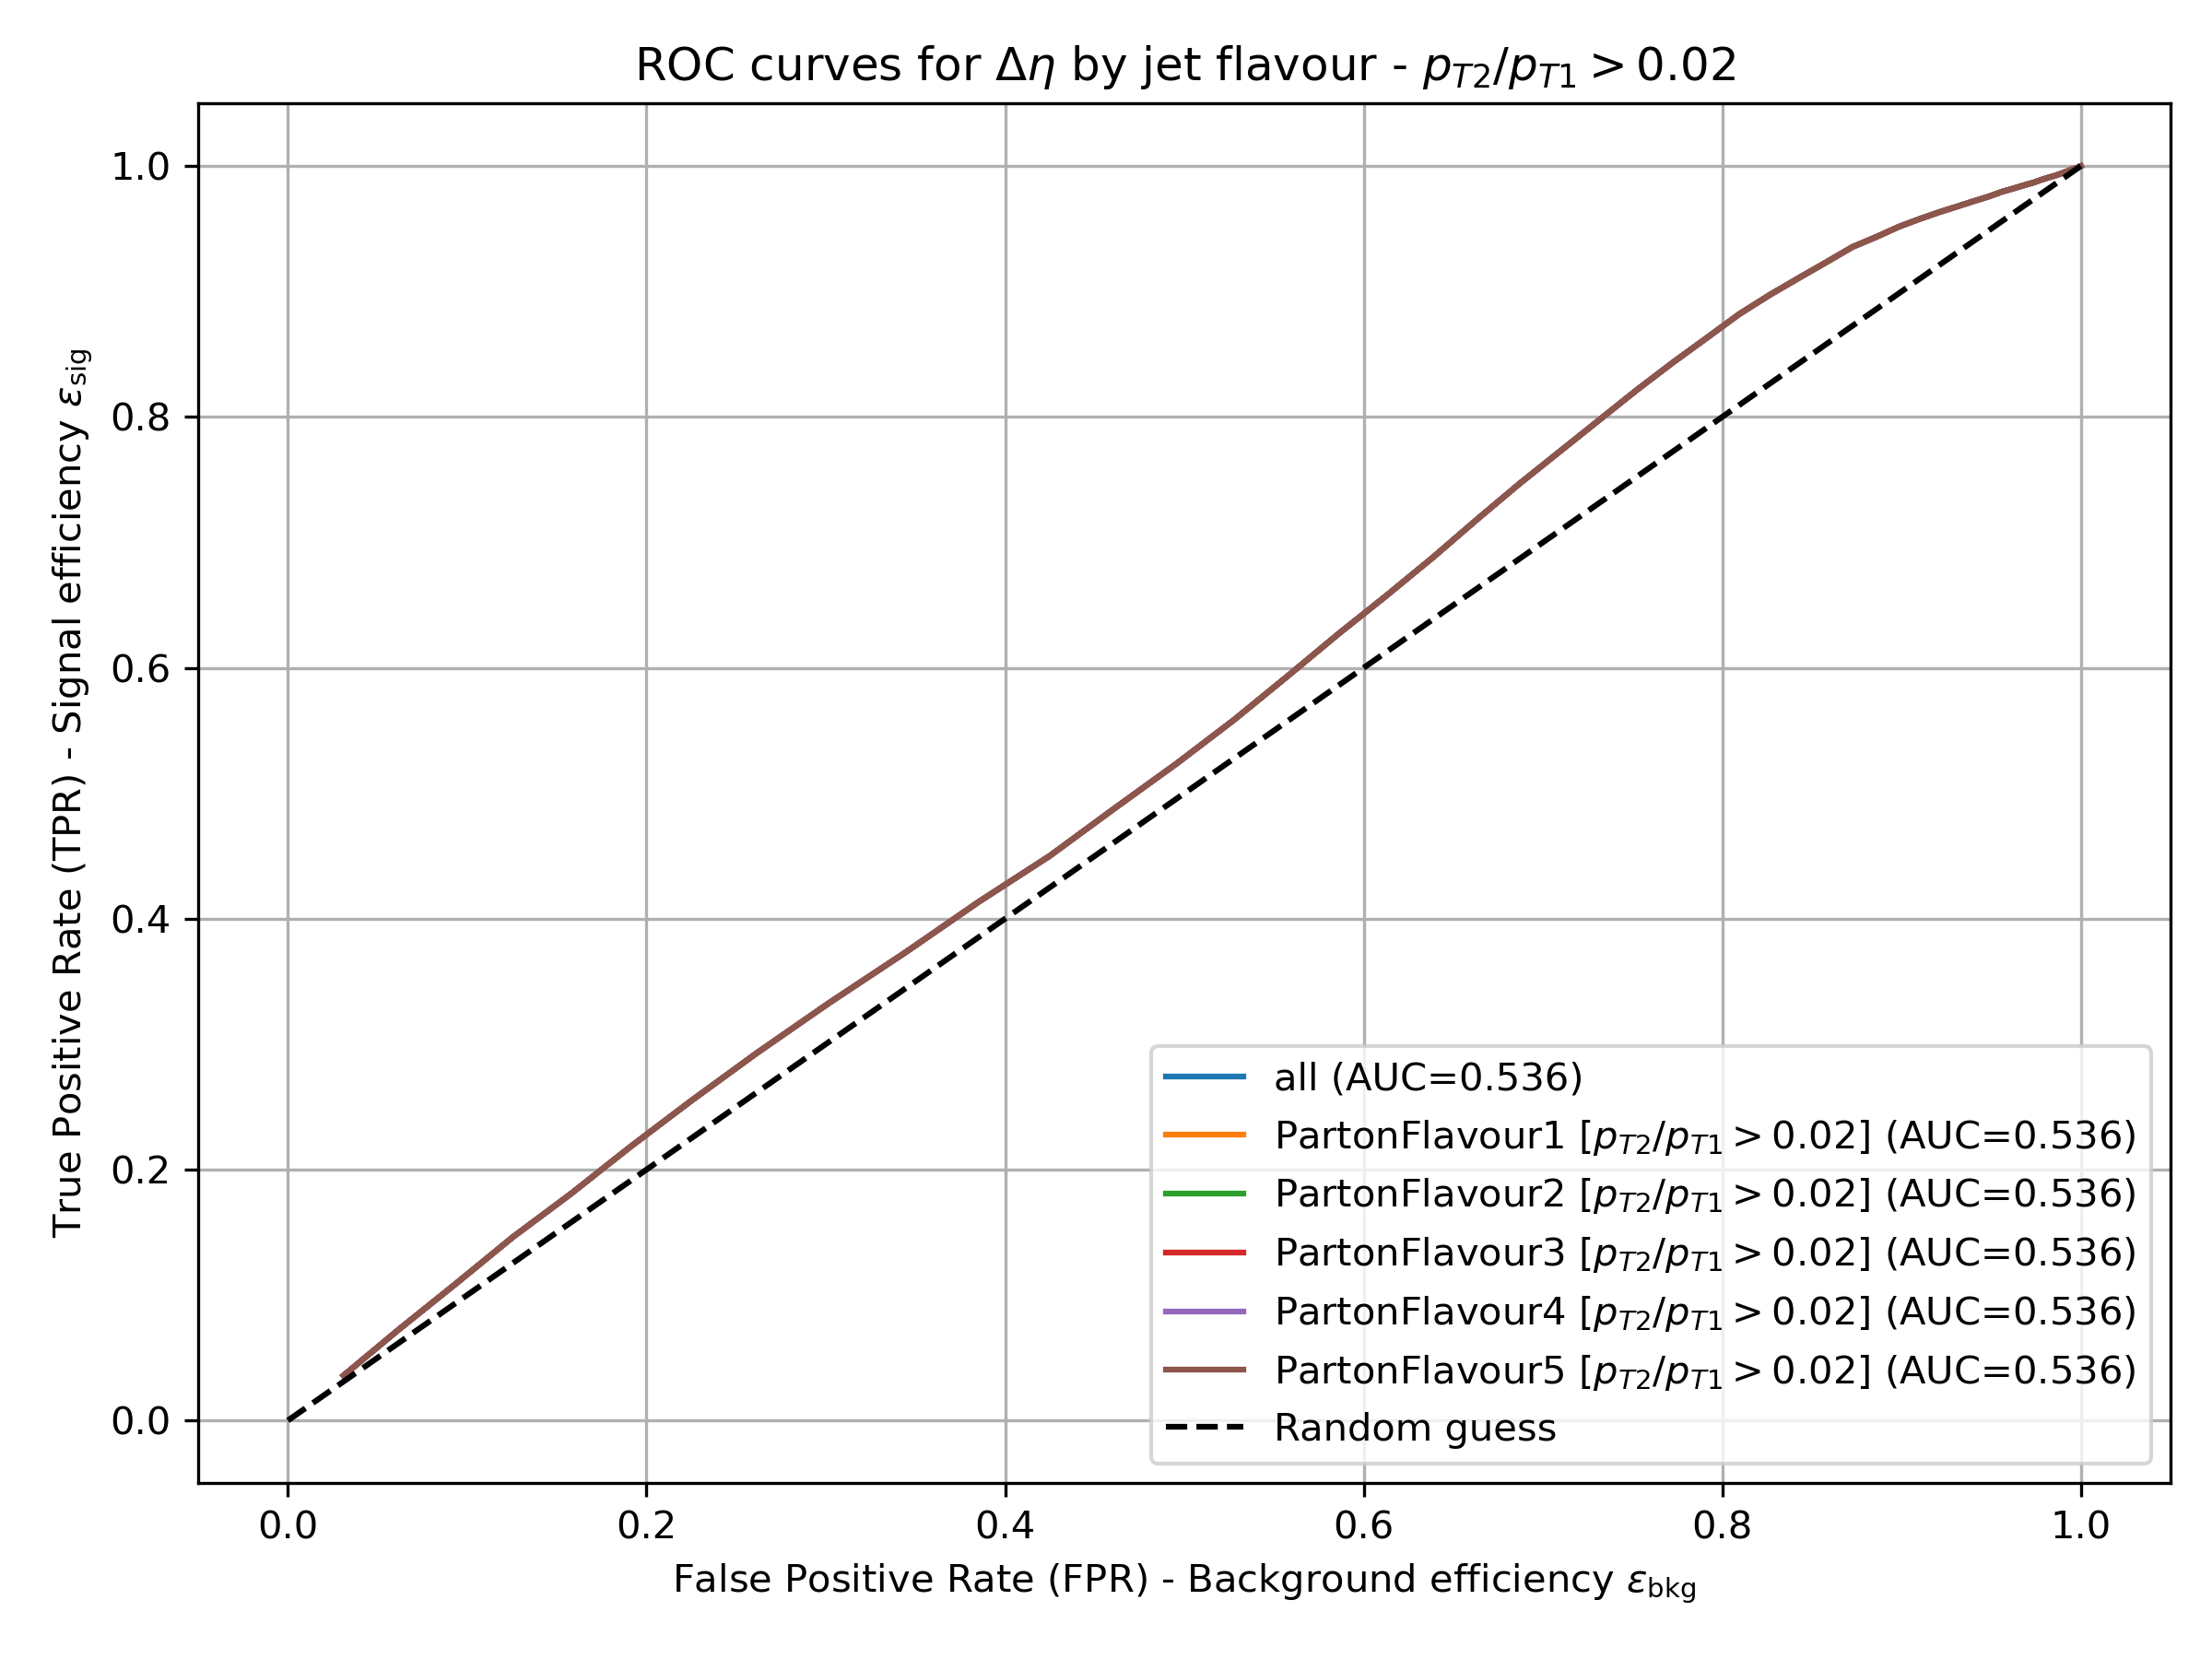 ROC curves for Δη by jet flavour - p_{T2}/p_{T1} > 0.02
True Positive Rate (TPR) - Signal efficiency ε_{sig}
1.0
0.8
0.6
0.4
0.2
0.0
all (AUC=0.536)
PartonFlavour1 [p_{T2}/p_{T1} > 0.02] (AUC=0.536)
PartonFlavour2 [p_{T2}/p_{T1} > 0.02] (AUC=0.536)
PartonFlavour3 [p_{T2}/p_{T1} > 0.02] (AUC=0.536)
PartonFlavour4 [p_{T2}/p_{T1} > 0.02] (AUC=0.536)
PartonFlavour5 [p_{T2}/p_{T1} > 0.02] (AUC=0.536)
Random guess
0.0 0.2 0.4 0.6 0.8 1.0
False Positive Rate (FPR) - Background efficiency ε_{bkg}